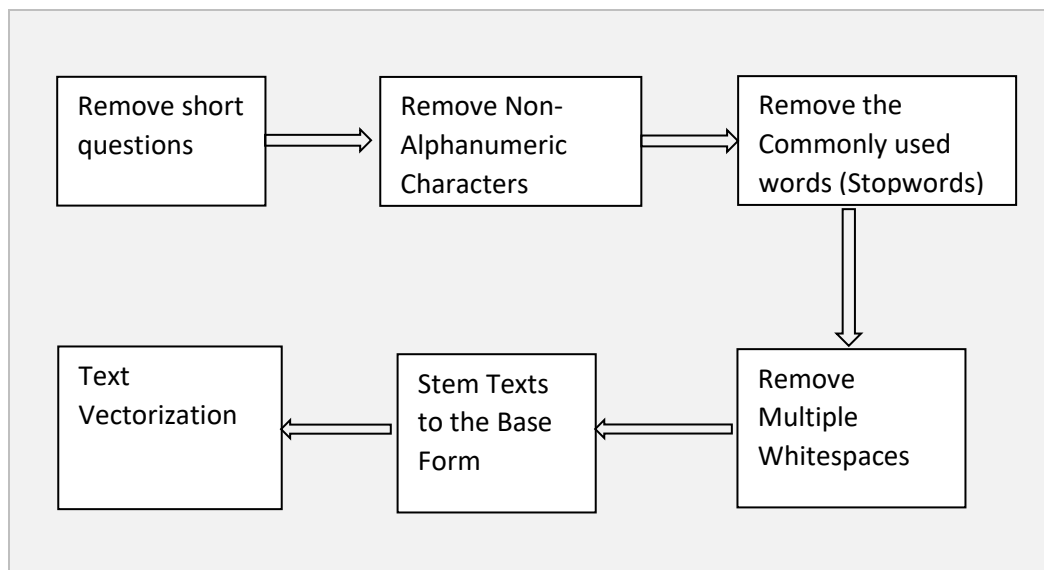 Remove short
questions
Remove Non-
Alphanumeric
Characters
Remove the
Commonly used
words (Stopwords)
Remove
Multiple
Whitespaces
Stem Texts
to the Base
Form
Text
Vectorization